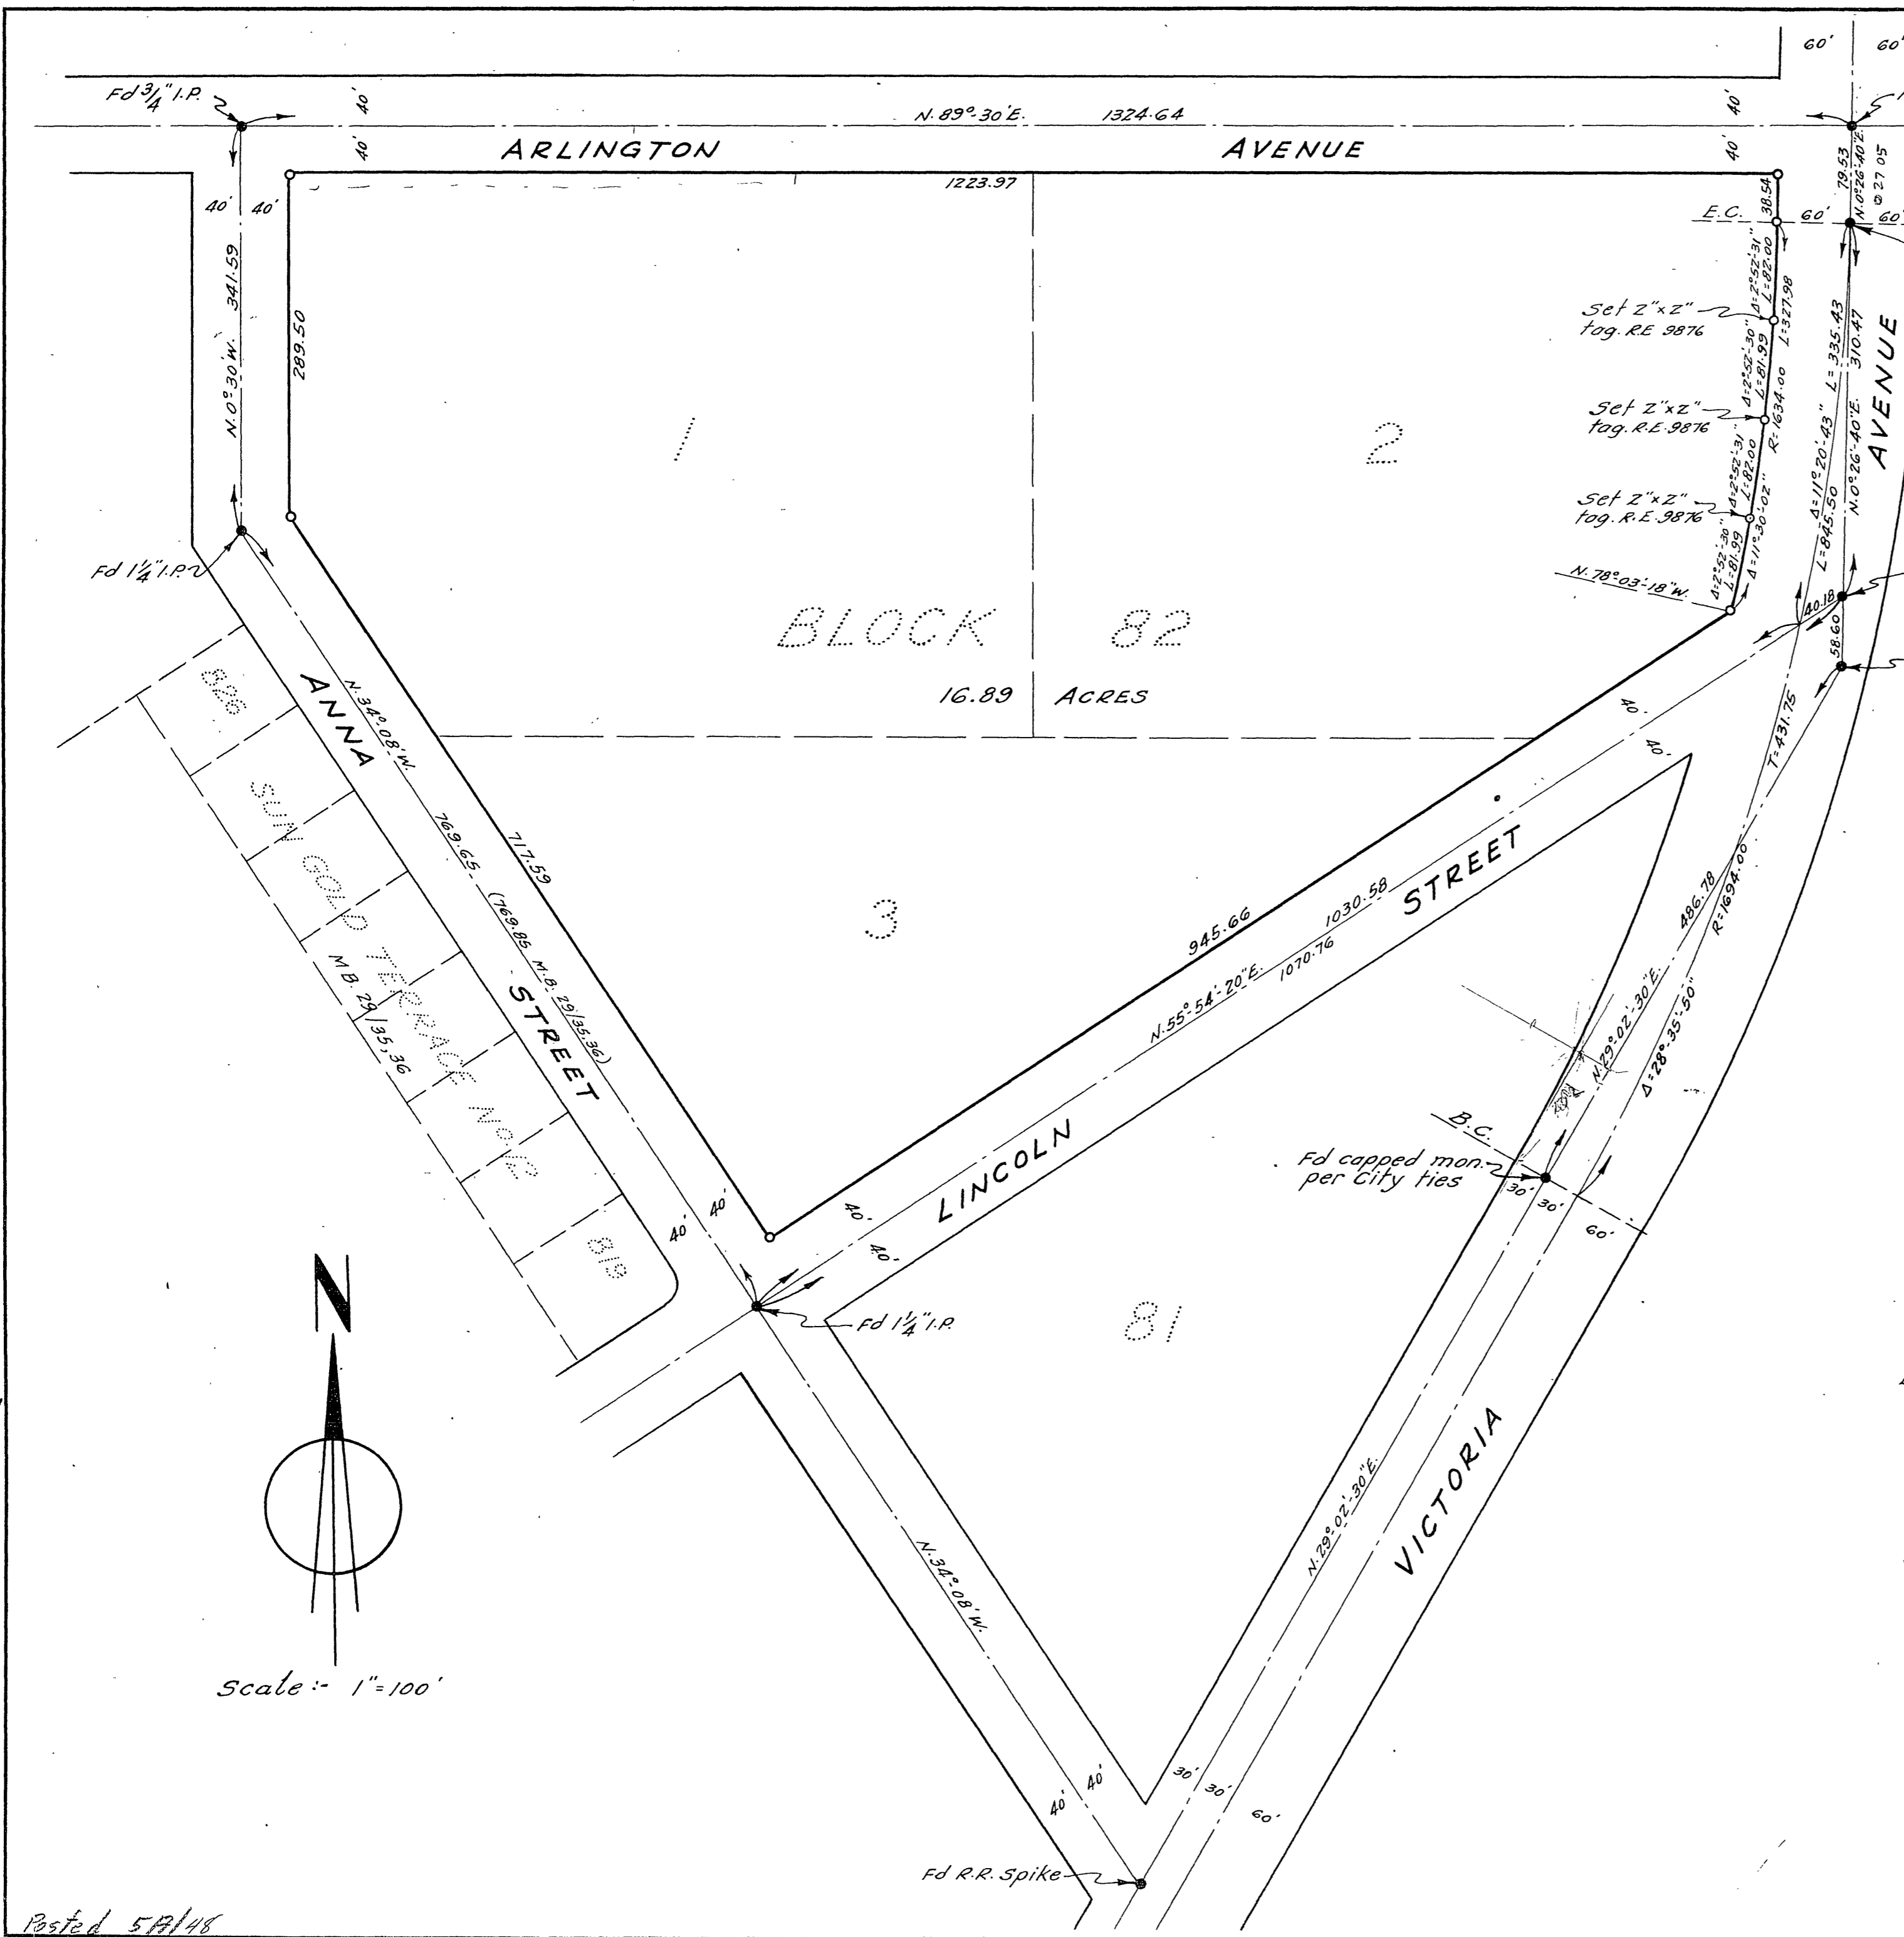 60'
60'
Fd 3/4" I.P.
40'
40'
N. 89°-30'E. 1324.64
40'
40'
ARLINGTON AVENUE
1223.97
40' 40'
N.0°30'W. 341.59
289.50
38.54
E.C.
60'
60'
79.53
N.0°26'40"E.
Δ=2°52'-31"
L=82.00
L=327.98
Set 2"x2"
tag. R.E 9876
Δ=2°-52'-30"
L=81.99
R=1634.00
Set 2"x2"
tag. R.E. 9876
Δ=2°52'-31"
L=82.00
Δ=11°-30'-02"
Set 2"x2"
tag. R.E. 9876
Δ=2°52'-30"
L=81.99
N. 78°-03'-18"W.
Δ=11°20'-43" L=335.43
L=845.50
N.0°26'-40"E. 310.47
AVENUE
40.18
58.60
T=431.75
1
2
Fd 1 1/4" I.P.
BLOCK 82
16.89 ACRES
826
ANNA
N.34°-08'W.
40'
40'
SUN GOLD TERRACE No. 2
M B. 29/35,36
769.65 (769.85 M.B. 29/35,36)
717.59
STREET
3
945.66
1030.58
1070.76
N.55°-54'-20"E.
STREET
LINCOLN
486.78
R=1694.00
N.29°02'-30"E.
Δ=28°-35'-50"
B.C.
Fd capped mon.
per City ties
30'
30'
60'
819
40'
40'
40'
40'
Fd 1 1/4" I.P.
81
N
Scale :- 1"=100'
N.34°-08'W.
N.29°02'-30"E.
VICTORIA
40'
40'
30'
30'
60'
Fd R.R. Spike
Posted